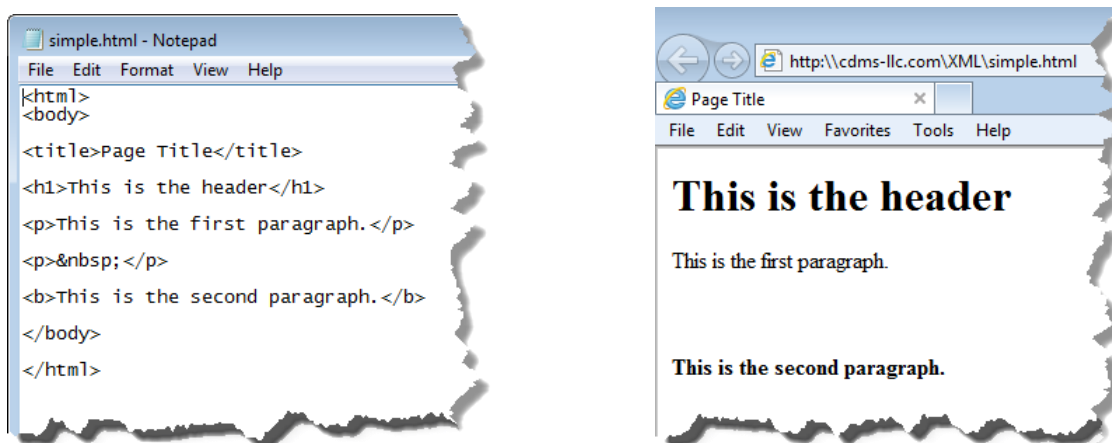 simple.html - Notepad
File Edit Format View Help
<html>
<body>
<title>Page Title</title>
<h1>This is the header</h1>
<p>This is the first paragraph.</p>
<p>&nbsp;</p>
<b>This is the second paragraph.</b>
</body>
</html>
http:\\cdms-llc.com\XML\simple.html
Page Title
File Edit View Favorites Tools Help
This is the header
This is the first paragraph.
This is the second paragraph.